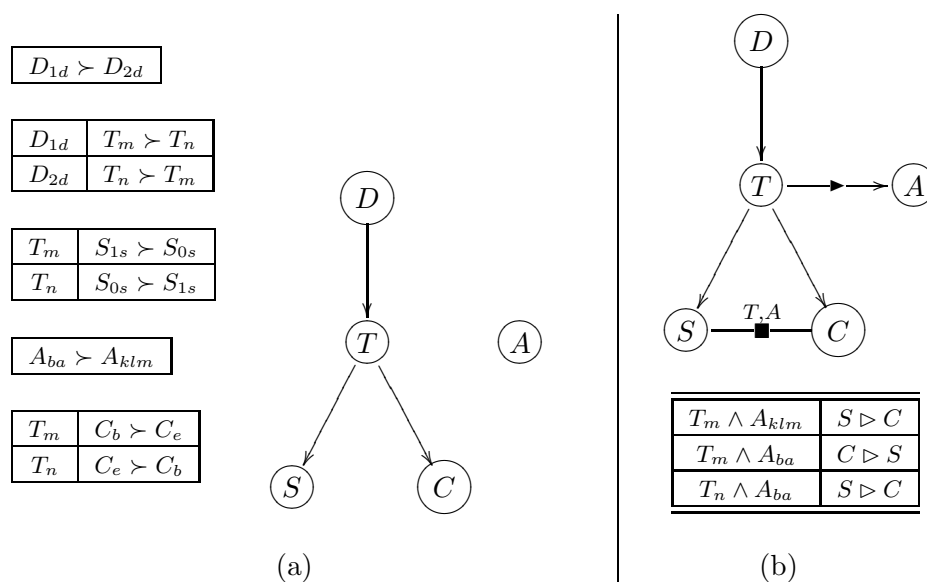 D_{1d} ≻ D_{2d}
D_{1d} T_m ≻ T_n
D_{2d} T_n ≻ T_m
T_m S_{1s} ≻ S_{0s}
T_n S_{0s} ≻ S_{1s}
A_{ba} ≻ A_{klm}
T_m C_b ≻ C_e
T_n C_e ≻ C_b
D
T
A
S
C
(a)
D
T
A
T,A
S
C
T_m ∧ A_{klm} S ▷ C
T_m ∧ A_{ba} C ▷ S
T_n ∧ A_{ba} S ▷ C
(b)